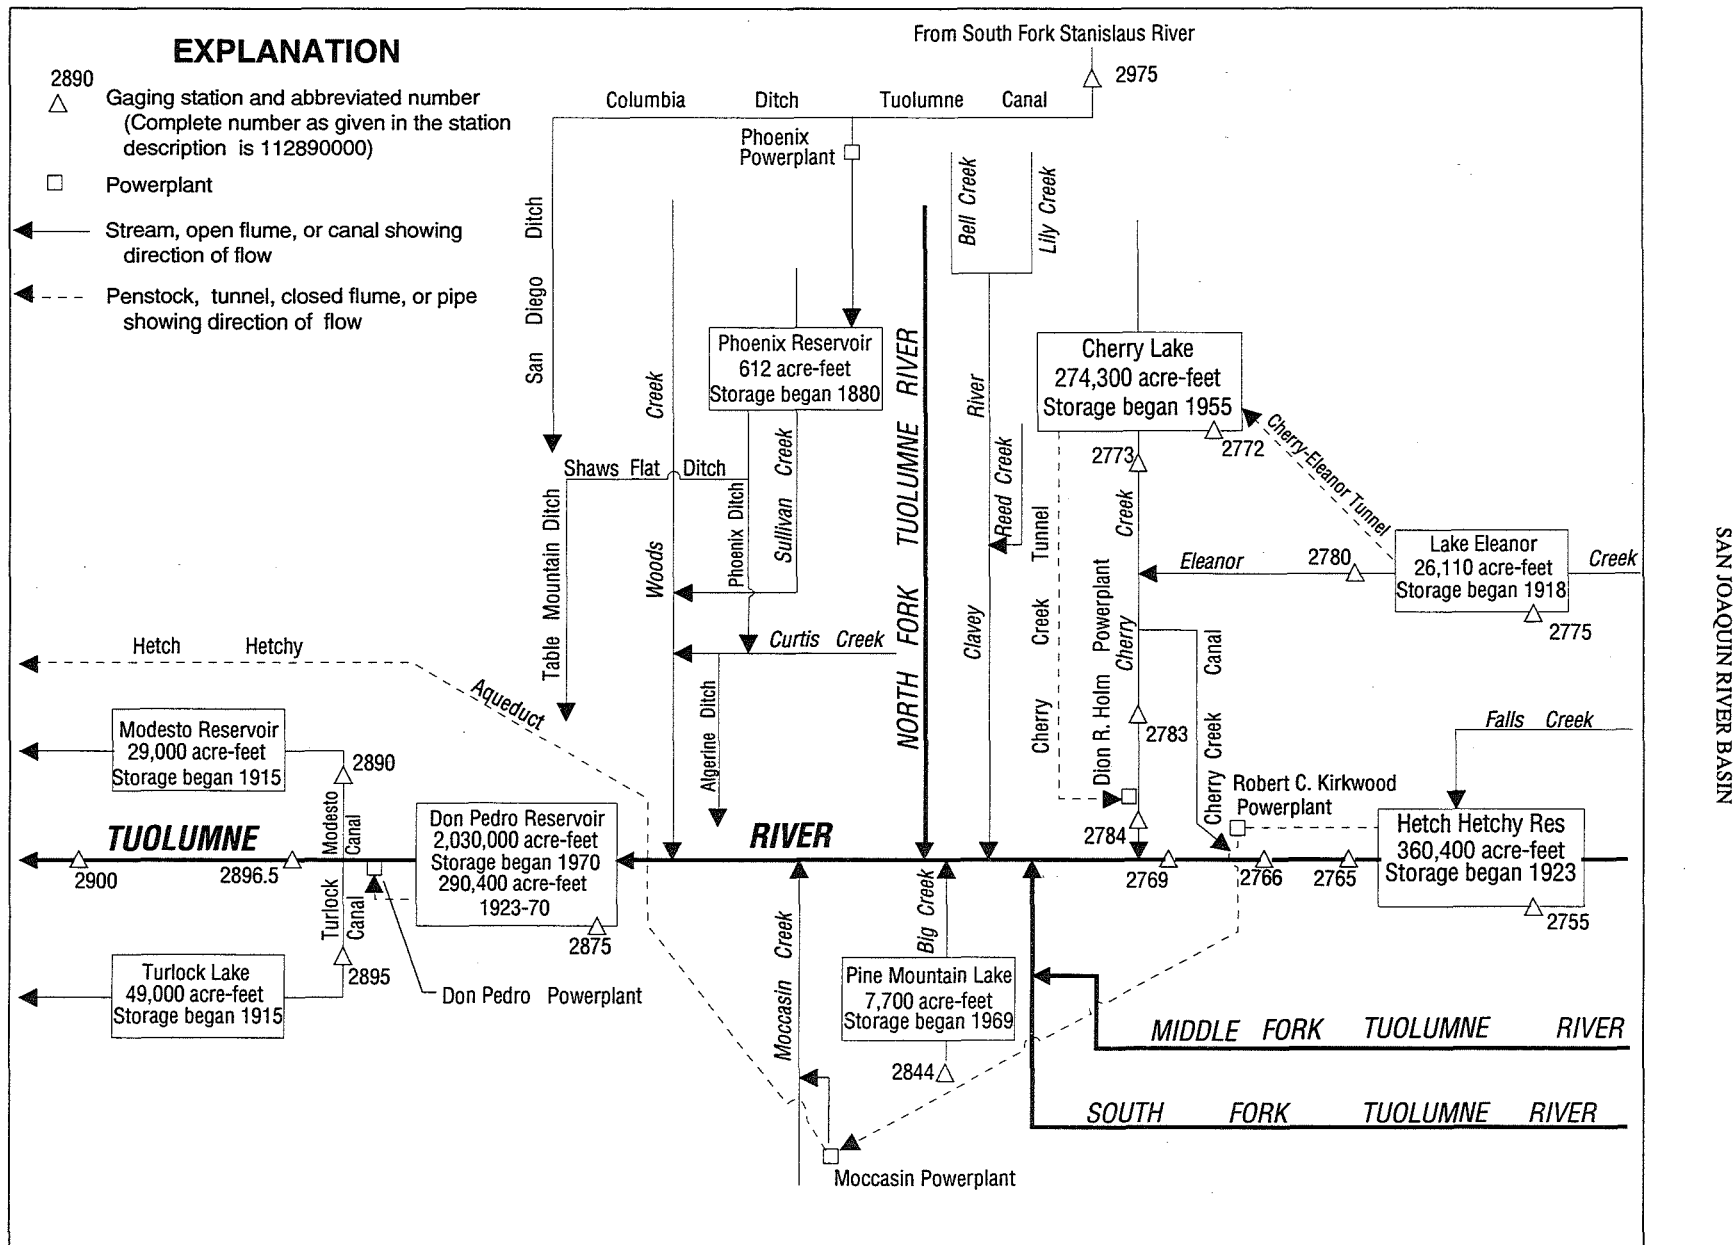 EXPLANATION
2890
Gaging station and abbreviated number
(Complete number as given in the station
description is 112890000)
Powerplant
Stream, open flume, or canal showing
direction of flow
Penstock, tunnel, closed flume, or pipe
showing direction of flow
From South Fork Stanislaus River
2975
Columbia Ditch
Tuolumne Canal
Phoenix
Powerplant
San Diego Ditch
Bell Creek
Lily Creek
Phoenix Reservoir
612 acre-feet
Storage began 1880
Cherry Lake
274,300 acre-feet
Storage began 1955
2772
2773
Cherry-Eleanor Tunnel
Shaws Flat Ditch
Table Mountain Ditch
Woods Creek
Phoenix Ditch
Sullivan Creek
NORTH FORK TUOLUMNE RIVER
Clavey River
Reed Creek
Cherry Creek Tunnel
Dion R. Holm Powerplant
Cherry Creek
Eleanor Creek
2780
Lake Eleanor
26,110 acre-feet
Storage began 1918
2775
Curtis Creek
Algerine Ditch
Cherry Creek Canal
2783
2784
Falls Creek
Robert C. Kirkwood
Powerplant
Hetch Hetchy Res
360,400 acre-feet
Storage began 1923
2755
2765
2766
2769
Hetch Hetchy Aqueduct
Modesto Reservoir
29,000 acre-feet
Storage began 1915
2890
Modesto
Canal
TUOLUMNE RIVER
2900
2896.5
Don Pedro Reservoir
2,030,000 acre-feet
Storage began 1970
290,400 acre-feet
1923-70
2875
Turlock
Canal
2895
Turlock Lake
49,000 acre-feet
Storage began 1915
Don Pedro Powerplant
Moccasin Creek
Big Creek
Pine Mountain Lake
7,700 acre-feet
Storage began 1969
2844
Moccasin Powerplant
MIDDLE FORK TUOLUMNE RIVER
SOUTH FORK TUOLUMNE RIVER
SAN JOAQUIN RIVER BASIN